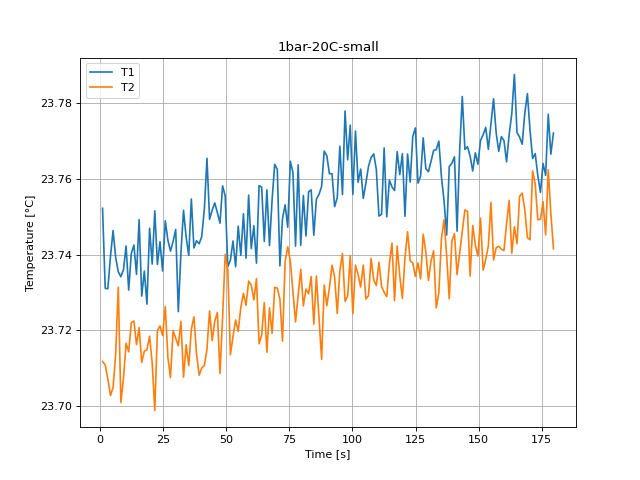 1bar-20C-small
T1
T2
Temperature [°C]
23.78
23.76
23.74
23.72
23.70
0 25 50 75 100 125 150 175
Time [s]